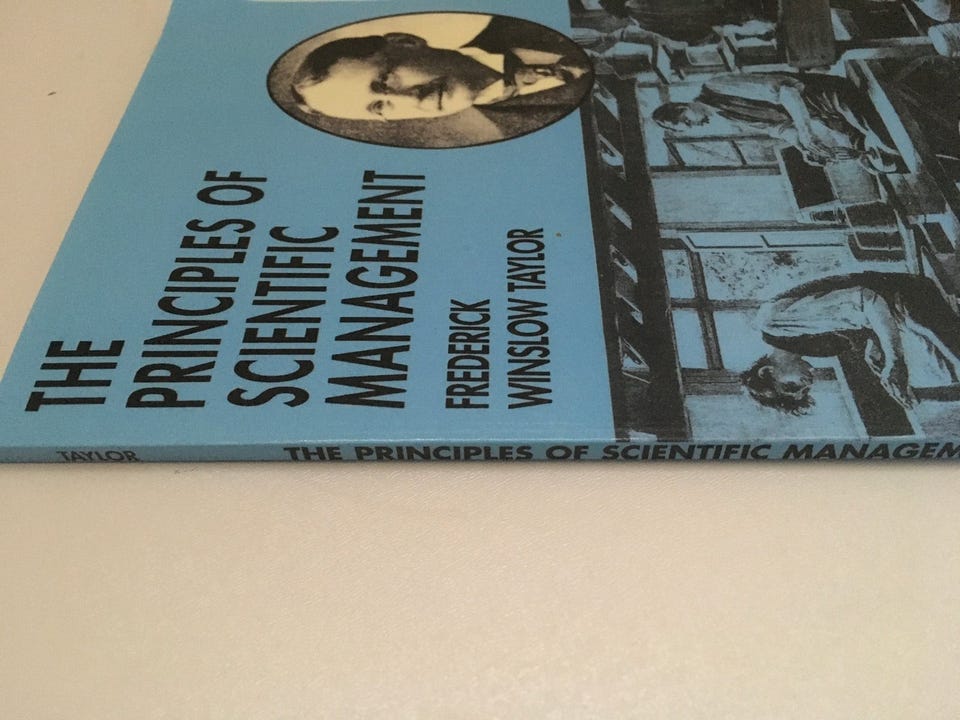 THE
PRINCIPLES OF
SCIENTIFIC
MANAGEMENT
FREDERICK
WINSLOW TAYLOR
TAYLOR
THE PRINCIPLES OF SCIENTIFIC MANAGEM